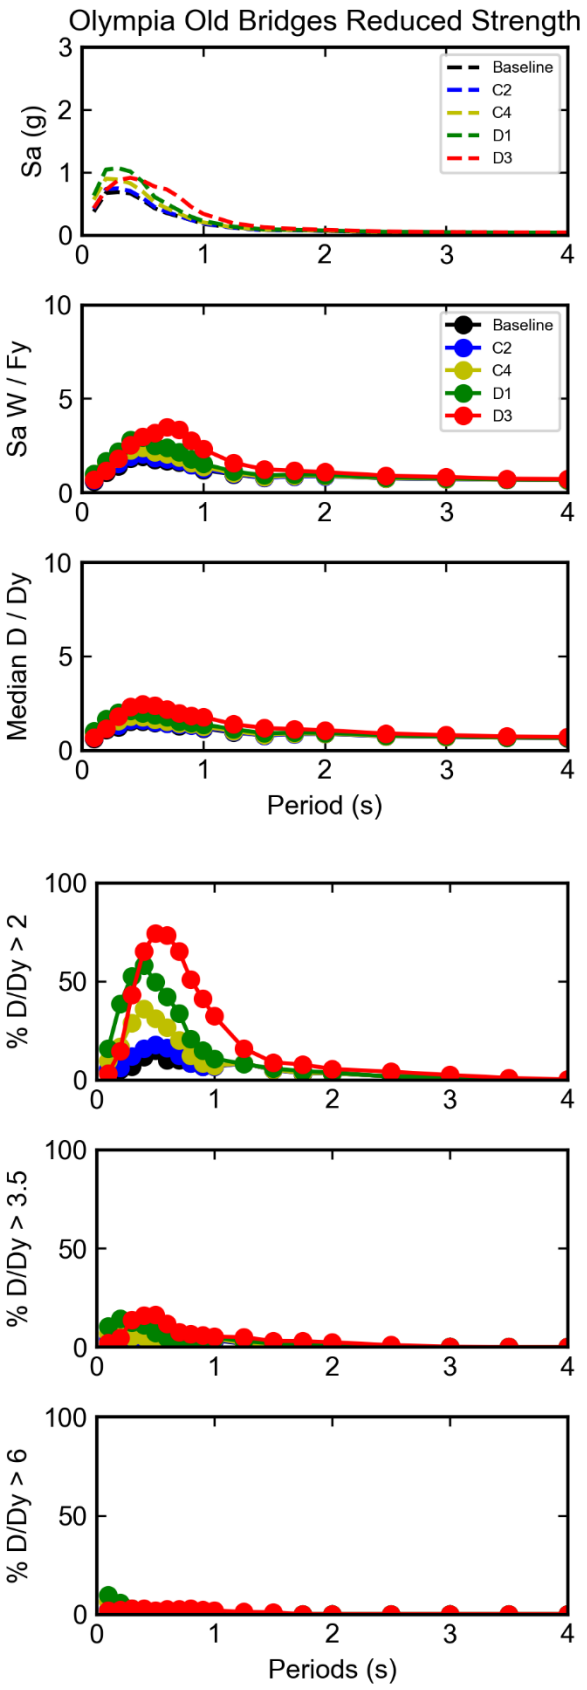 Olympia Old Bridges Reduced Strength
3
2
1
0
Sa (g)
Baseline
C2
C4
D1
D3
0 1 2 3 4
10
5
0
Sa W / Fy
Baseline
C2
C4
D1
D3
0 1 2 3 4
10
5
0
Median D / Dy
0 1 2 3 4
Period (s)
100
50
0
% D/Dy > 2
0 1 2 3 4
100
50
0
% D/Dy > 3.5
0 1 2 3 4
100
50
0
% D/Dy > 6
0 1 2 3 4
Periods (s)